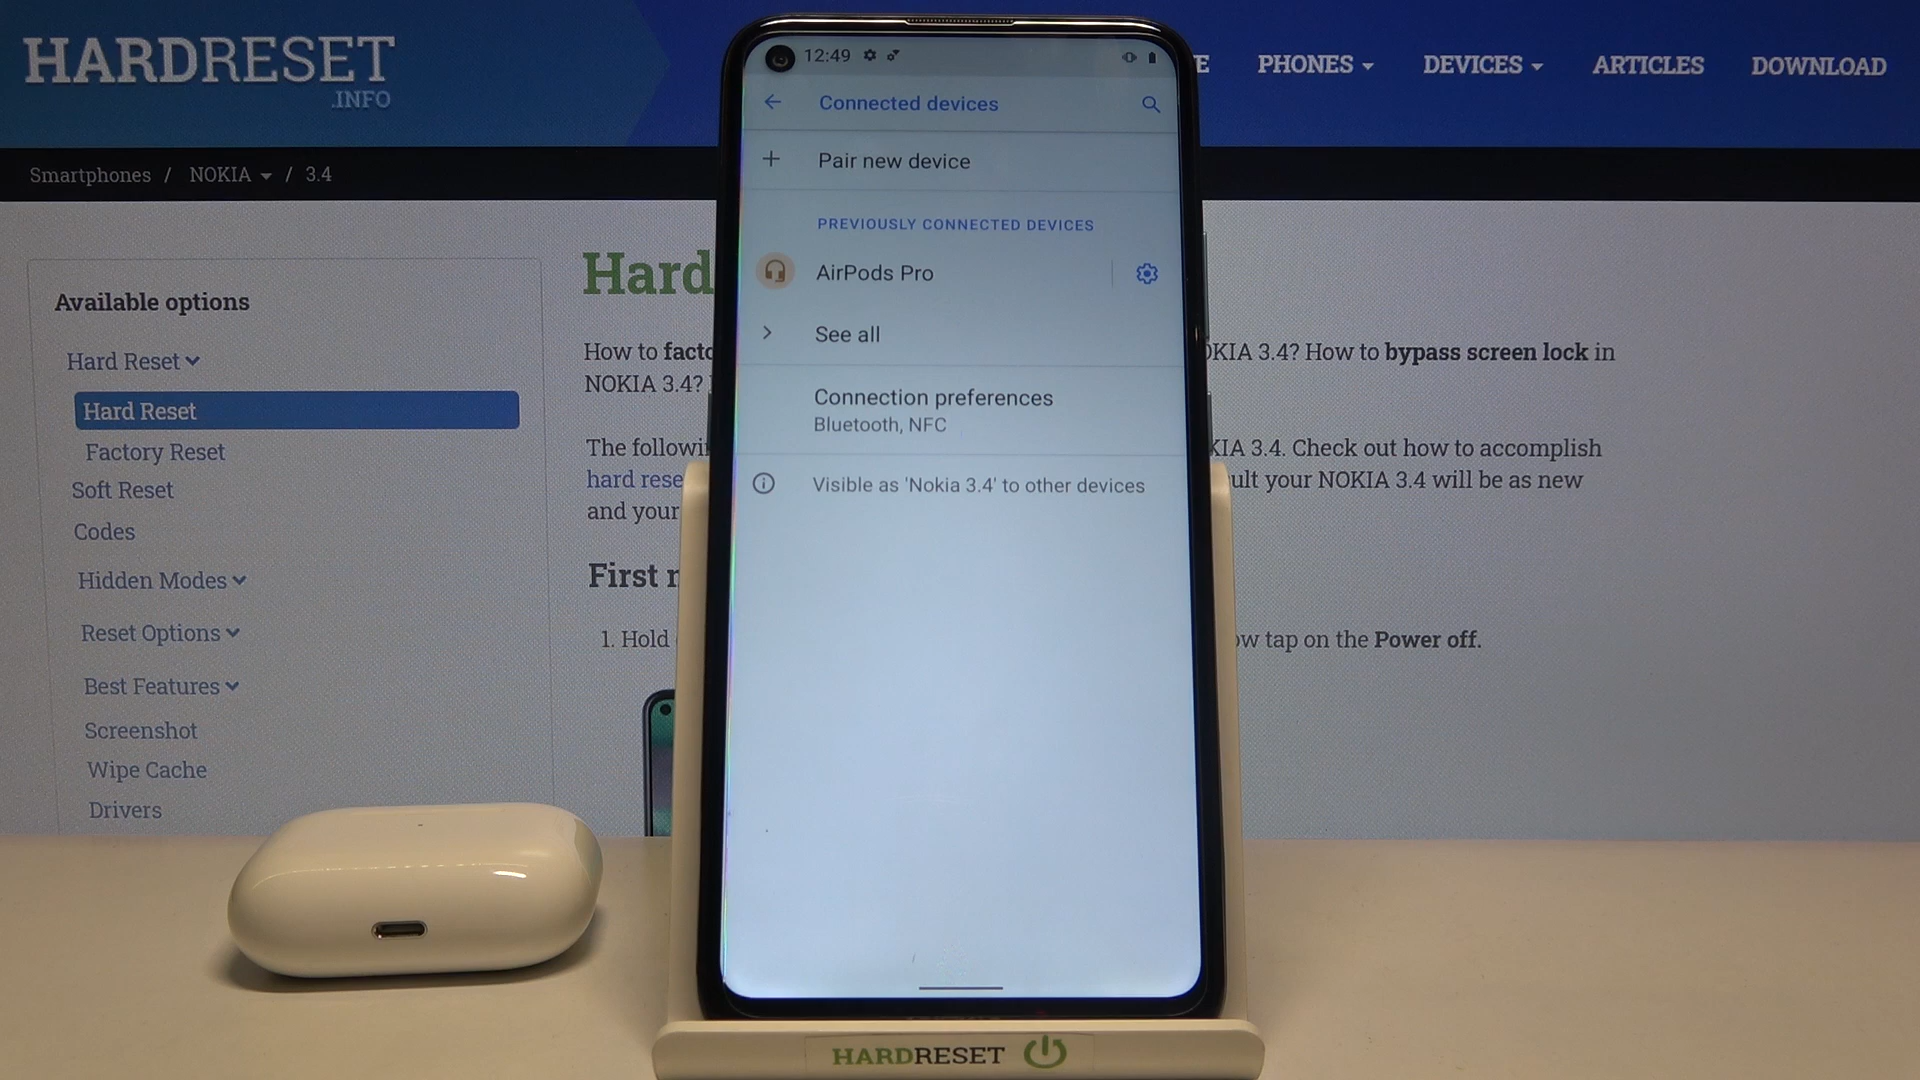 HARDRESET
.INFO
E PHONES DEVICES ARTICLES DOWNLOAD
Smartphones / NOKIA / 3.4
Available options
Hard Reset
Hard Reset
Factory Reset
Soft Reset
Codes
Hidden Modes
Reset Options
Best Features
Screenshot
Wipe Cache
Drivers
Hard
How to facto
KIA 3.4? How to bypass screen lock in
NOKIA 3.4?
The followi
KIA 3.4. Check out how to accomplish
hard rese
ult your NOKIA 3.4 will be as new
and your
First
1. Hold
ow tap on the Power off.
12:49
Connected devices
Pair new device
PREVIOUSLY CONNECTED DEVICES
AirPods Pro
See all
Connection preferences
Bluetooth, NFC
Visible as 'Nokia 3.4' to other devices
HARDRESET